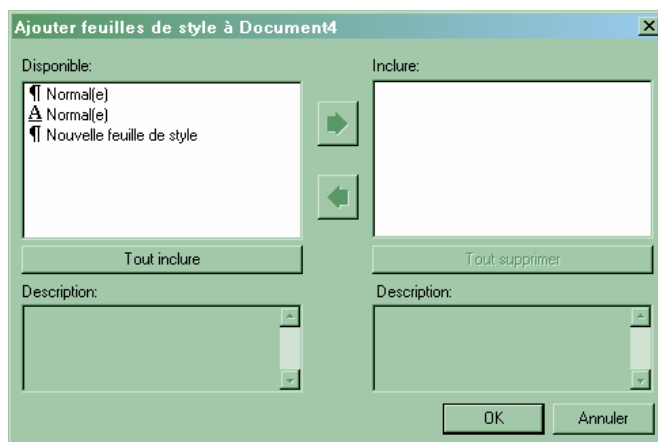 Ajouter feuilles de style à Document4
Disponible:
Inclure:
¶ Normal(e)
A Normal(e)
¶ Nouvelle feuille de style
Tout inclure
Tout supprimer
Description:
Description:
OK
Annuler